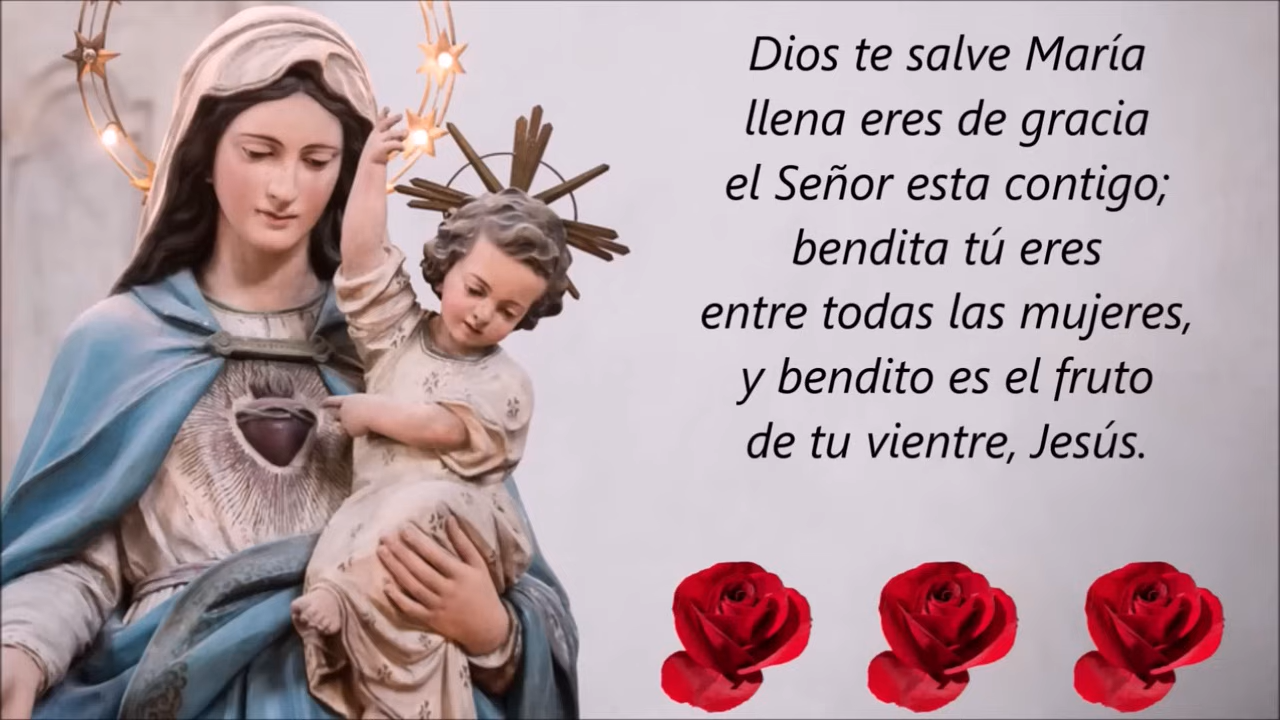 Dios te salve María
llena eres de gracia
el Señor esta contigo;
bendita tú eres
entre todas las mujeres,
y bendito es el fruto
de tu vientre, Jesús.